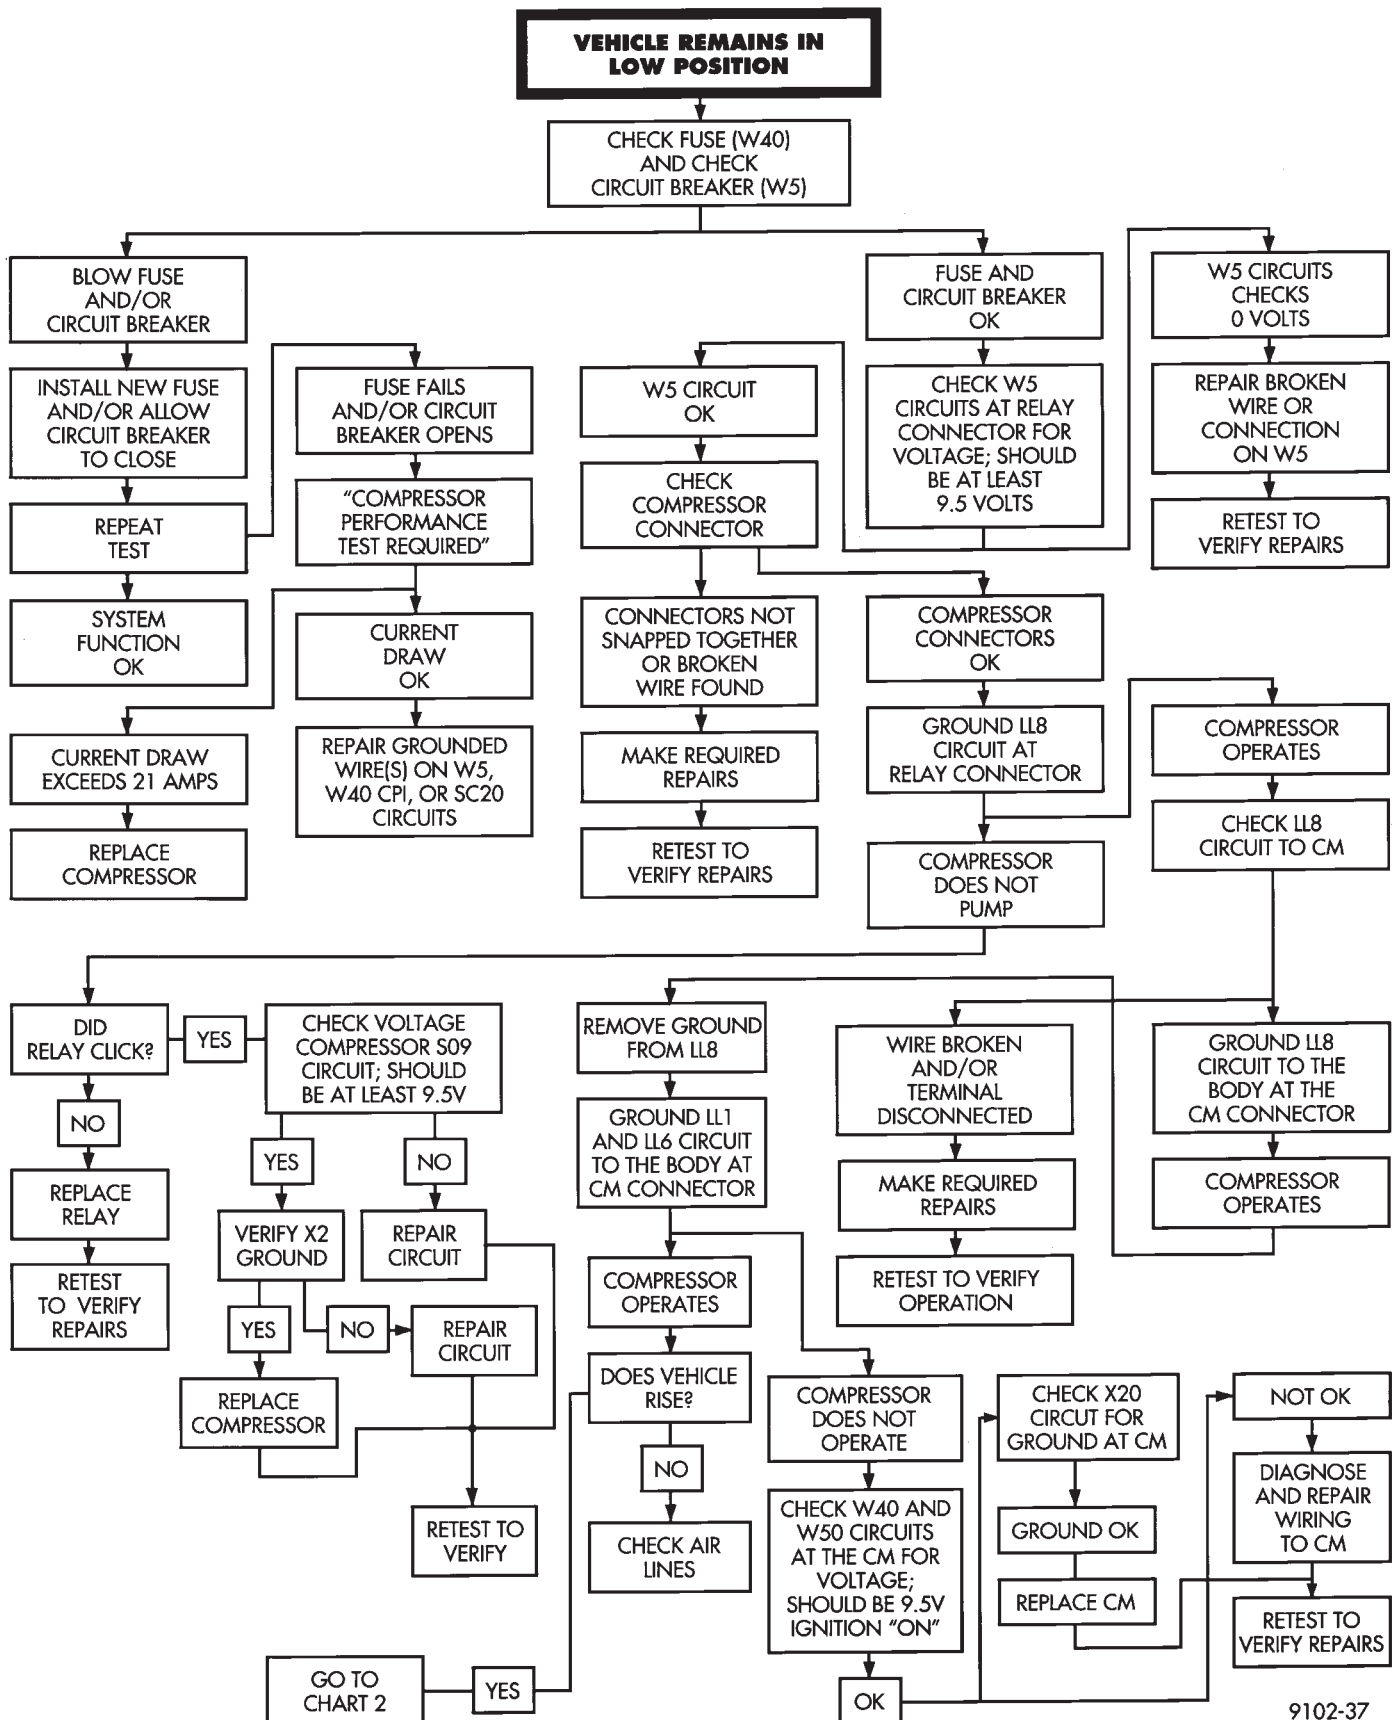 VEHICLE REMAINS IN
LOW POSITION
CHECK FUSE (W40)
AND CHECK
CIRCUIT BREAKER (W5)
BLOW FUSE
AND/OR
CIRCUIT BREAKER
INSTALL NEW FUSE
AND/OR ALLOW
CIRCUIT BREAKER
TO CLOSE
REPEAT
TEST
SYSTEM
FUNCTION
OK
FUSE FAILS
AND/OR CIRCUIT
BREAKER OPENS
“COMPRESSOR
PERFORMANCE
TEST REQUIRED”
CURRENT
DRAW
OK
REPAIR GROUNDED
WIRE(S) ON W5,
W40 CPI, OR SC20
CIRCUITS
CURRENT DRAW
EXCEEDS 21 AMPS
REPLACE
COMPRESSOR
FUSE AND
CIRCUIT BREAKER
OK
CHECK W5
CIRCUITS AT RELAY
CONNECTOR FOR
VOLTAGE; SHOULD
BE AT LEAST
9.5 VOLTS
W5 CIRCUITS
CHECKS
0 VOLTS
REPAIR BROKEN
WIRE OR
CONNECTION
ON W5
RETEST TO
VERIFY REPAIRS
W5 CIRCUIT
OK
CHECK
COMPRESSOR
CONNECTOR
CONNECTORS NOT
SNAPPED TOGETHER
OR BROKEN
WIRE FOUND
MAKE REQUIRED
REPAIRS
RETEST TO
VERIFY REPAIRS
COMPRESSOR
CONNECTORS
OK
GROUND LL8
CIRCUIT AT
RELAY CONNECTOR
COMPRESSOR
DOES NOT
PUMP
COMPRESSOR
OPERATES
CHECK LL8
CIRCUIT TO CM
DID
RELAY CLICK?
YES
CHECK VOLTAGE
COMPRESSOR S09
CIRCUIT; SHOULD
BE AT LEAST 9.5V
NO
REPLACE
RELAY
RETEST
TO VERIFY
REPAIRS
YES
NO
VERIFY X2
GROUND
REPAIR
CIRCUIT
YES
NO
REPAIR
CIRCUIT
REPLACE
COMPRESSOR
RETEST TO
VERIFY
REMOVE GROUND
FROM LL8
GROUND LL1
AND LL6 CIRCUIT
TO THE BODY AT
CM CONNECTOR
COMPRESSOR
OPERATES
DOES VEHICLE
RISE?
NO
CHECK AIR
LINES
YES
GO TO
CHART 2
WIRE BROKEN
AND/OR
TERMINAL
DISCONNECTED
MAKE REQUIRED
REPAIRS
RETEST TO VERIFY
OPERATION
GROUND LL8
CIRCUIT TO THE
BODY AT THE
CM CONNECTOR
COMPRESSOR
OPERATES
COMPRESSOR
DOES NOT
OPERATE
CHECK W40 AND
W50 CIRCUITS
AT THE CM FOR
VOLTAGE;
SHOULD BE 9.5V
IGNITION “ON”
OK
CHECK X20
CIRCUT FOR
GROUND AT CM
GROUND OK
REPLACE CM
NOT OK
DIAGNOSE
AND REPAIR
WIRING
TO CM
RETEST TO
VERIFY REPAIRS
9102-37